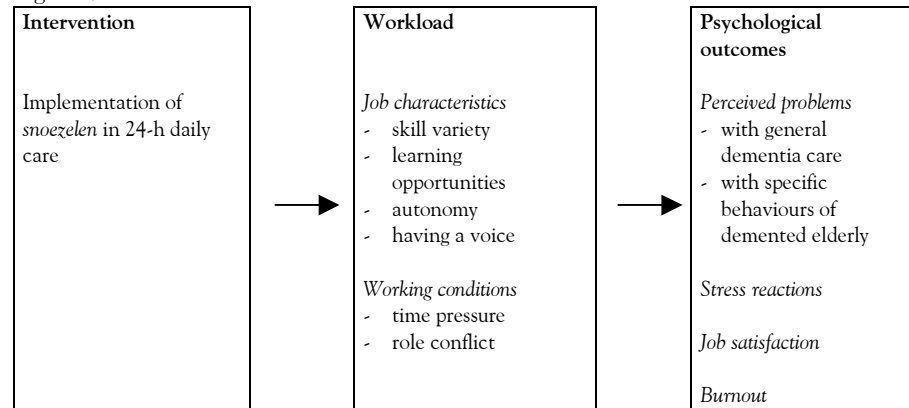 Intervention
Implementation of
snoezelen in 24-h daily
care
Workload
Job characteristics
- skill variety
- learning
opportunities
- autonomy
- having a voice
Working conditions
- time pressure
- role conflict
Psychological
outcomes
Perceived problems
- with general
dementia care
- with specific
behaviours of
demented elderly
Stress reactions
Job satisfaction
Burnout